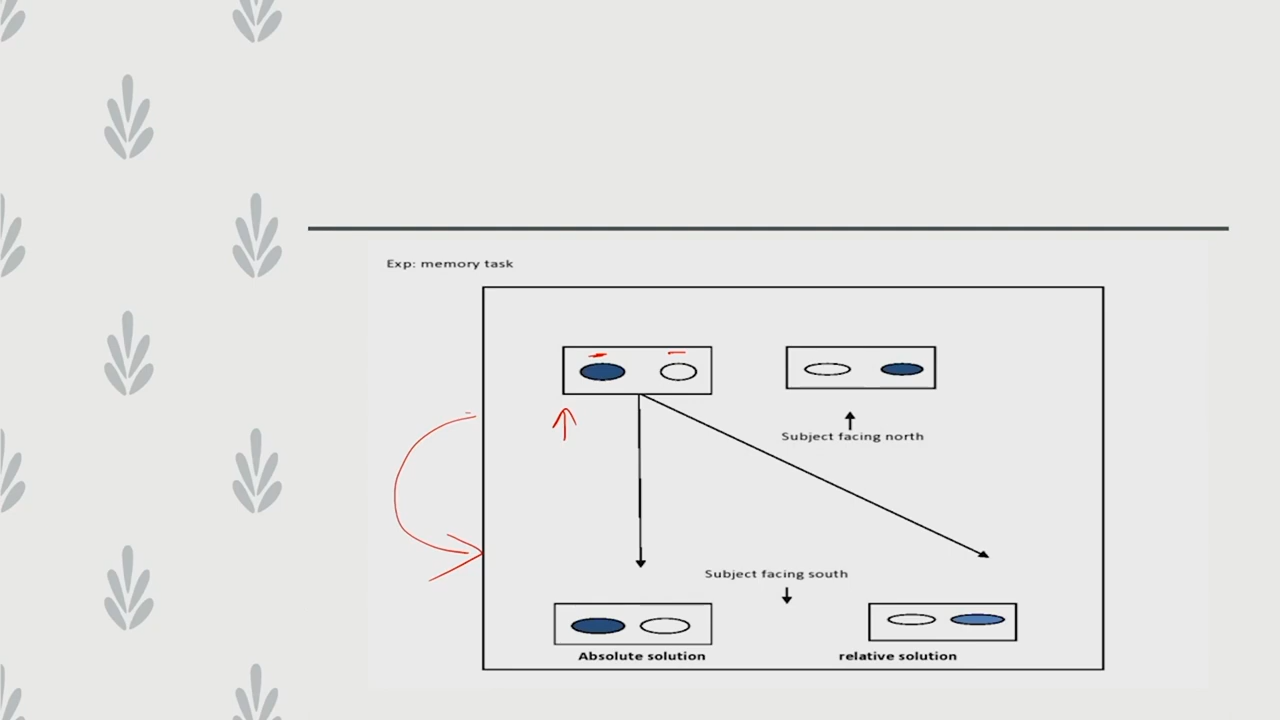 Exp: memory task
Subject facing north
Subject facing south
Absolute solution
relative solution